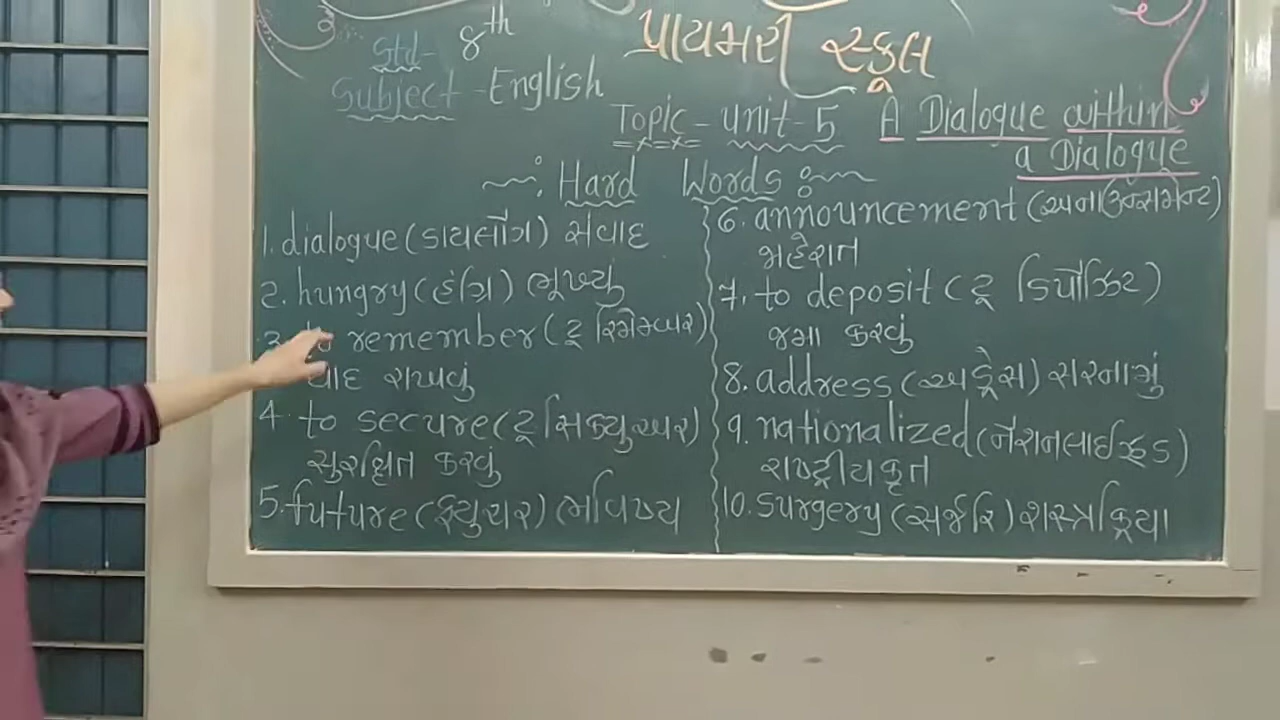 પ્રાયમરી સ્કૂલ
Std- 8th
Subject - English
Topic - Unit-5 A Dialogue within
a Dialogue
Hard Words :
1. dialogue (ડાયલૉગ) સંવાદ
2. hungry (હંગ્રિ) ભૂખ્યું
3. to remember (ટૂ રિમેમ્બર)
યાદ રાખવું
4. to secure (ટૂ સિક્યુઅર)
સુરક્ષિત કરવું
5. future (ફ્યુચર) ભવિષ્ય
6. announcement (અનાઉન્સમેન્ટ)
જાહેરાત
7. to deposit (ટૂ ડિપૉઝિટ)
જમા કરવું
8. address (અડ્રેસ) સરનામું
9. nationalized (નૅશનલાઈઝ્ડ)
રાષ્ટ્રીયકૃત
10. surgery (સર્જરિ) શસ્ત્રક્રિયા